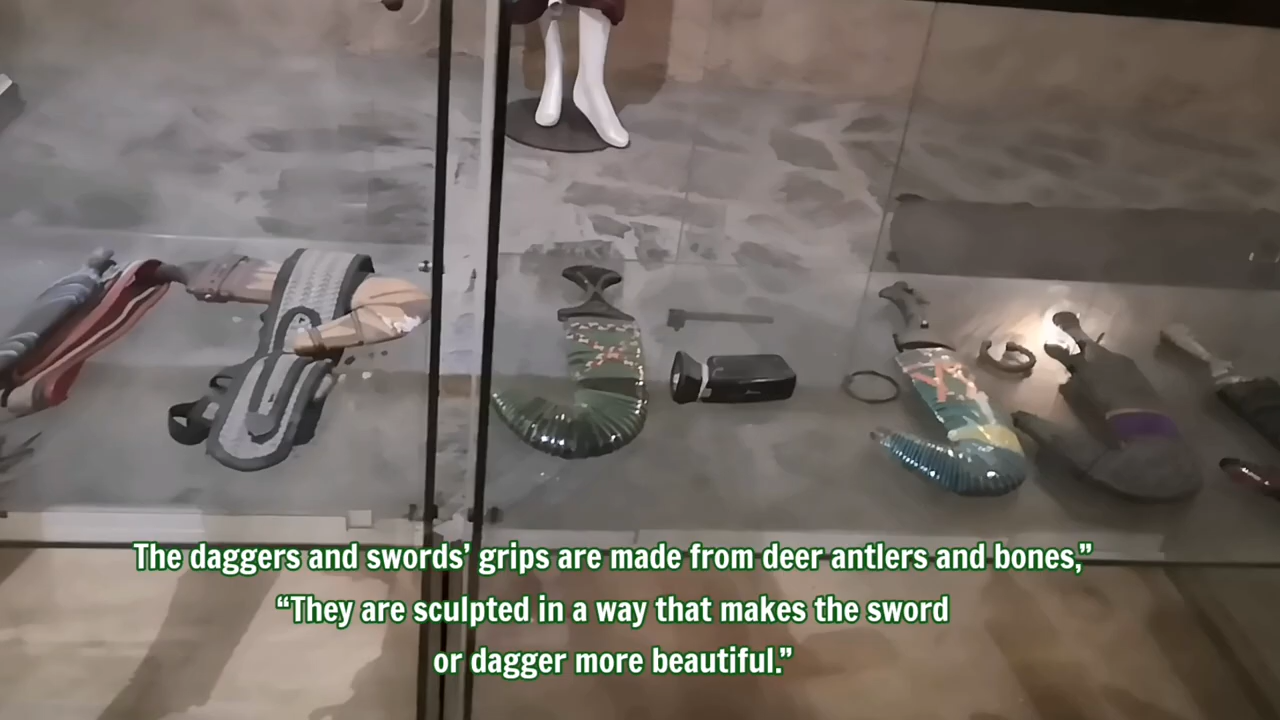 The daggers and swords’ grips are made from deer antlers and bones,”
“They are sculpted in a way that makes the sword
or dagger more beautiful.”